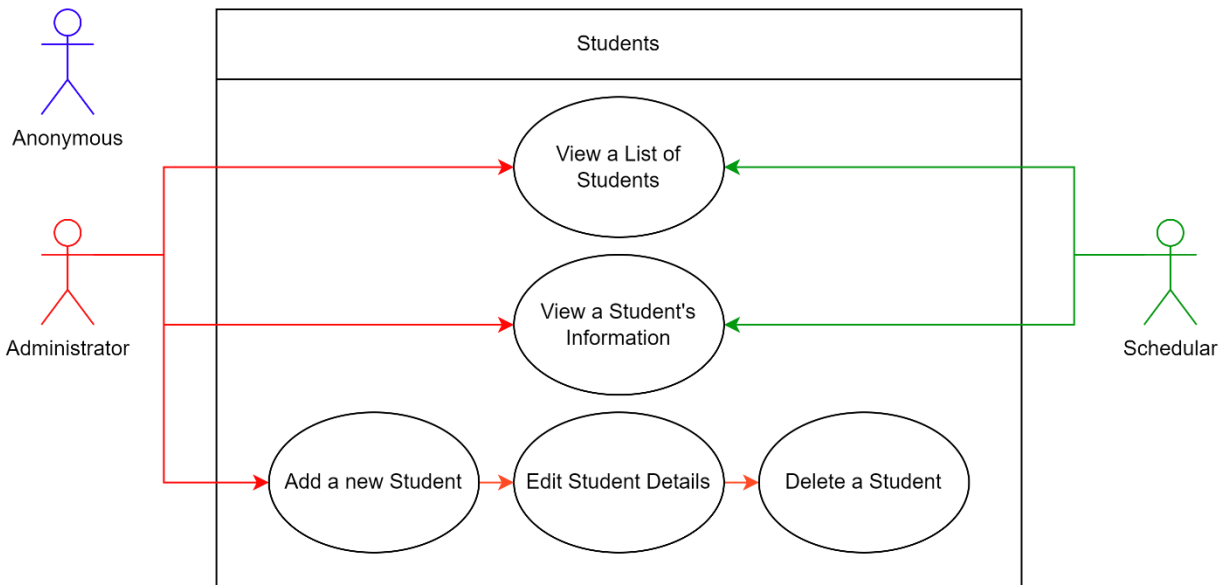 Students
Anonymous
View a List of
Students
Administrator
View a Student's
Information
Schedular
Add a new Student
Edit Student Details
Delete a Student